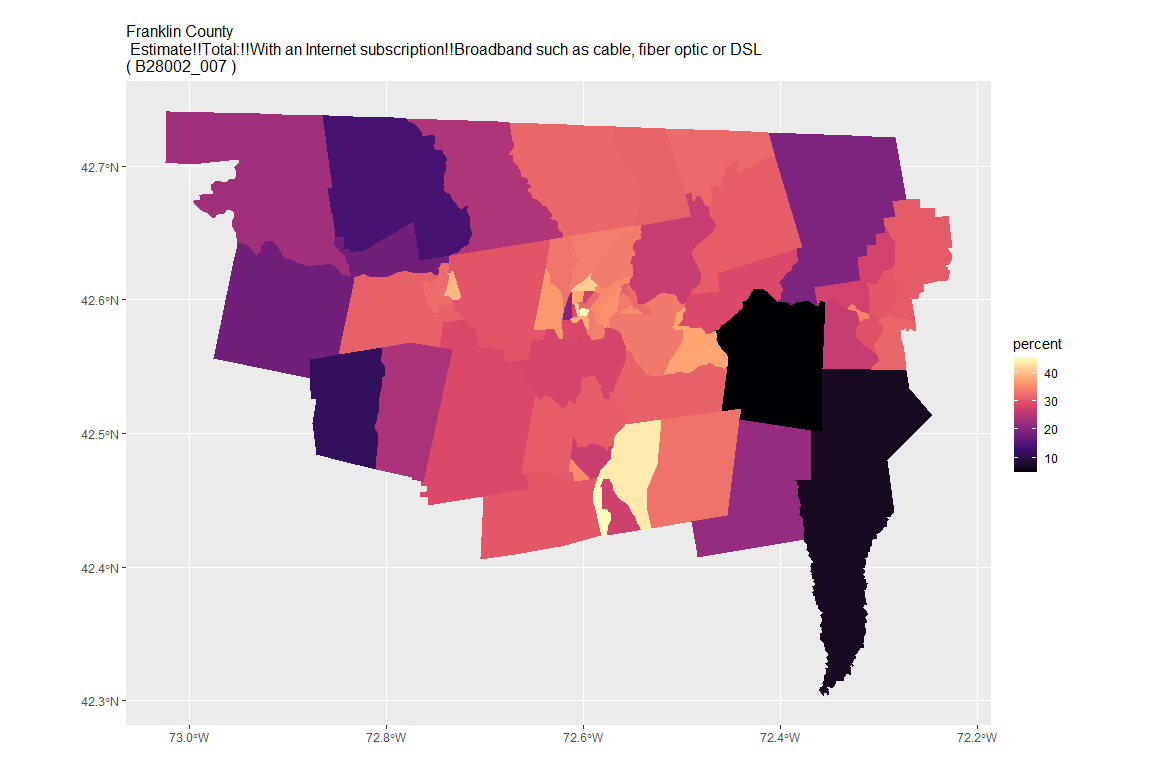 Franklin County
Estimate!!Total:!!With an Internet subscription!!Broadband such as cable, fiber optic or DSL
( B28002_007 )
42.7°N
42.6°N
42.5°N
42.4°N
42.3°N
73.0°W
72.8°W
72.6°W
72.4°W
72.2°W
percent
40
30
20
10